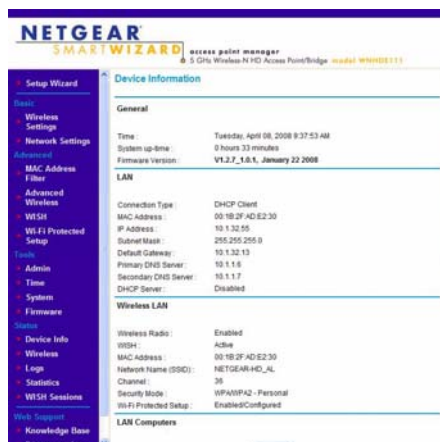 NETGEAR
SMARTWIZARD access point manager
5 GHz Wireless-N HD Access Point/Bridge model WNHDE111
Setup Wizard
Basic
Wireless Settings
Network Settings
Advanced
MAC Address Filter
Advanced Wireless
WISH
Wi-Fi Protected Setup
Tools
Admin
Time
System
Firmware
Status
Device Info
Wireless
Logs
Statistics
WISH Sessions
Web Support
Knowledge Base
Device Information
General
Time : Tuesday, April 08, 2008 9:37:53 AM
System up-time : 0 hours 33 minutes
Firmware Version : V1.2.7_1.0.1, January 22 2008
LAN
Connection Type : DHCP Client
MAC Address : 00:1B:2F:AD:E2:30
IP Address : 10.1.32.55
Subnet Mask : 255.255.255.0
Default Gateway : 10.1.32.13
Primary DNS Server : 10.1.1.6
Secondary DNS Server : 10.1.1.7
DHCP Server : Disabled
Wireless LAN
Wireless Radio : Enabled
WISH : Active
MAC Address : 00:1B:2F:AD:E2:30
Network Name (SSID) : NETGEAR-HD_AL
Channel : 36
Security Mode : WPA/WPA2 - Personal
Wi-Fi Protected Setup : Enabled/Configured
LAN Computers